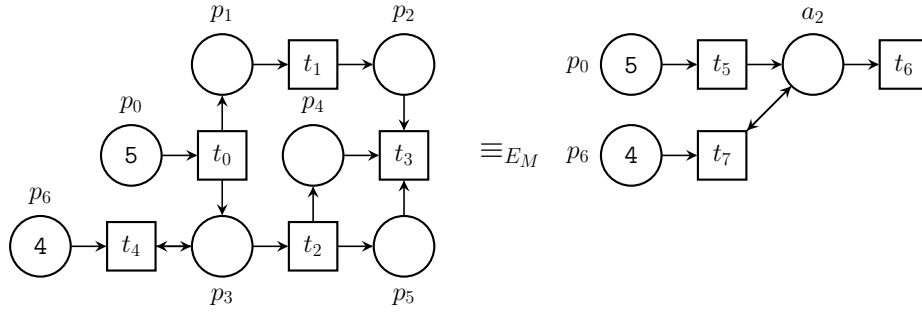 p₁ p₂ a₂
t₁ p₀ 5 t₅ t₆
p₀ p₄
5 t₀ t₃ ≡_{E_M} p₆ 4 t₇
p₆
4 t₄ t₂
p₃ p₅